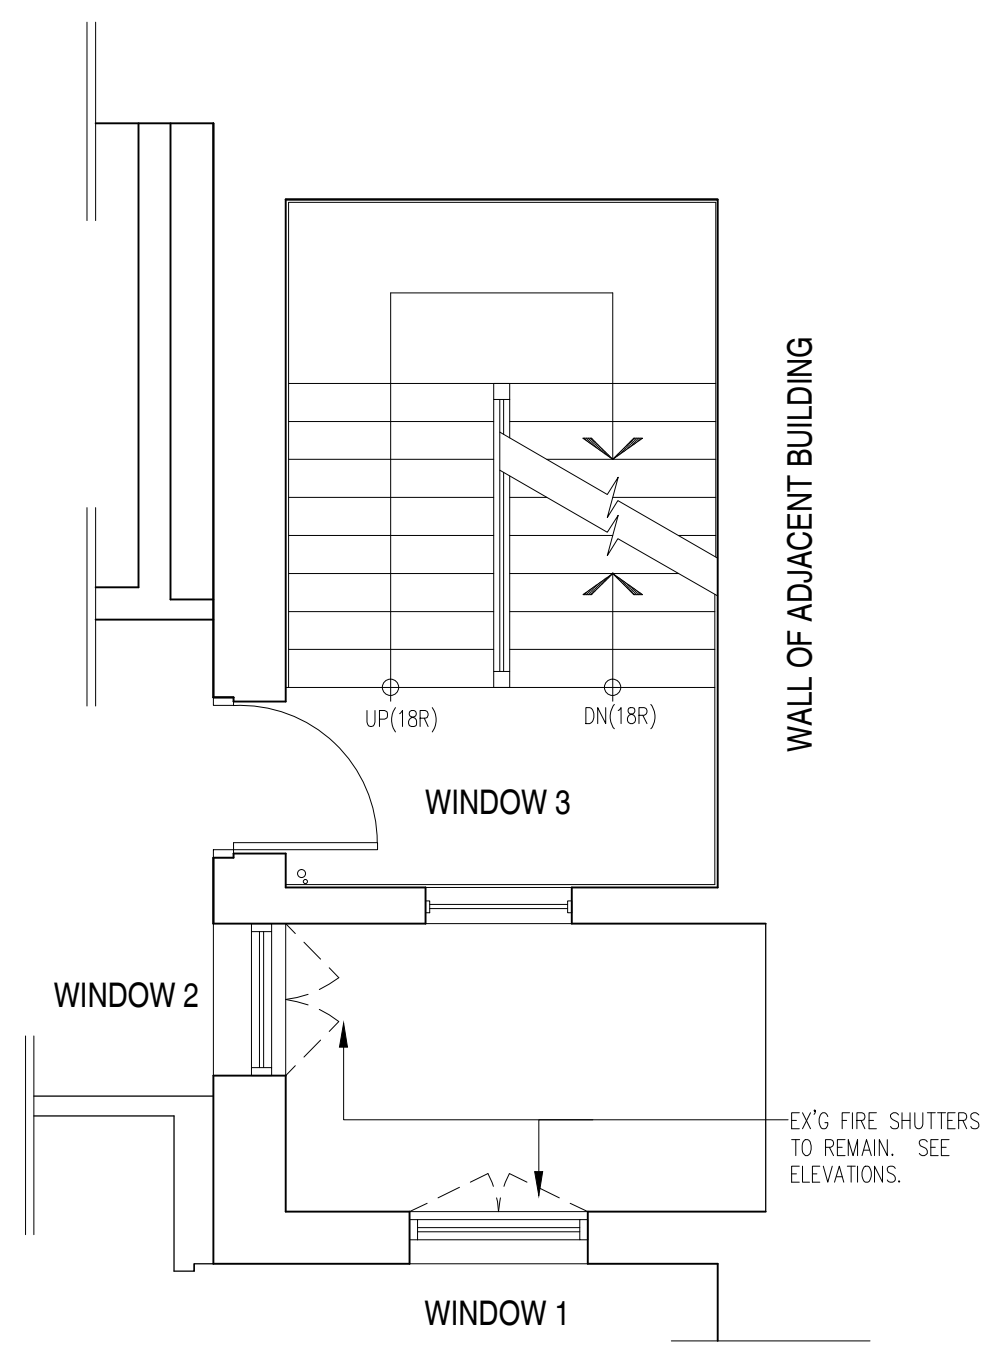 WALL OF ADJACENT BUILDING
UP(18R)
DN(18R)
WINDOW 3
WINDOW 2
EX'G FIRE SHUTTERS
TO REMAIN. SEE
ELEVATIONS.
WINDOW 1